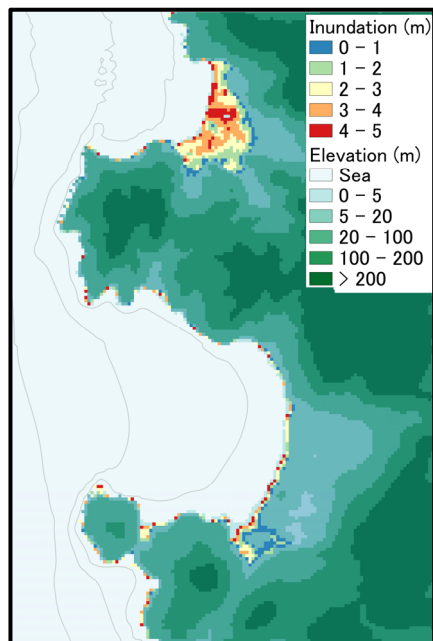 Inundation (m)
0 – 1
1 – 2
2 – 3
3 – 4
4 – 5
Elevation (m)
Sea
0 – 5
5 – 20
20 – 100
100 – 200
> 200